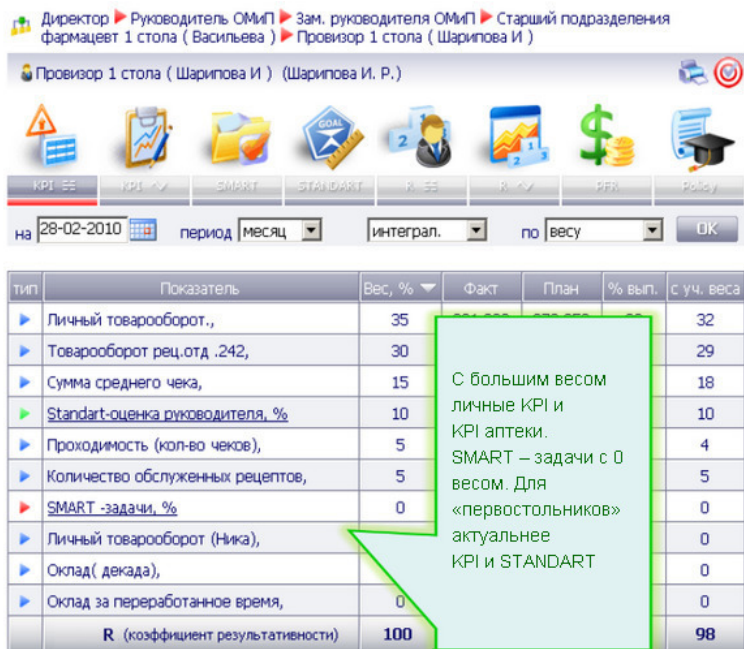 Директор Руководитель ОМиП Зам. руководителя ОМиП Старший подразделения
фармацевт 1 стола ( Васильева ) Провизор 1 стола ( Шарипова И )
Провизор 1 стола ( Шарипова И ) (Шарипова И. Р.)
GOAL
KPI KPI SMART STANDART R R PFR Policy
на 28-02-2010 период месяц интеграл. по весу OK
тип Показатель Вес, % Факт План % вып. с уч. веса
Личный товарооборот., 35 32
Товарооборот рец.отд .242, 30 29
Сумма среднего чека, 15 18
Standart-оценка руководителя, % 10 10
Проходимость (кол-во чеков), 5 4
Количество обслуженных рецептов, 5 5
SMART -задачи, % 0 0
Личный товарооборот (Ника), 0
Оклад( декада), 0
Оклад за переработанное время, 0 0
R (коэффициент результативности) 100 98
С большим весом
личные KPI и
KPI аптеки.
SMART – задачи с 0
весом. Для
«первостольников»
актуальнее
KPI и STANDART